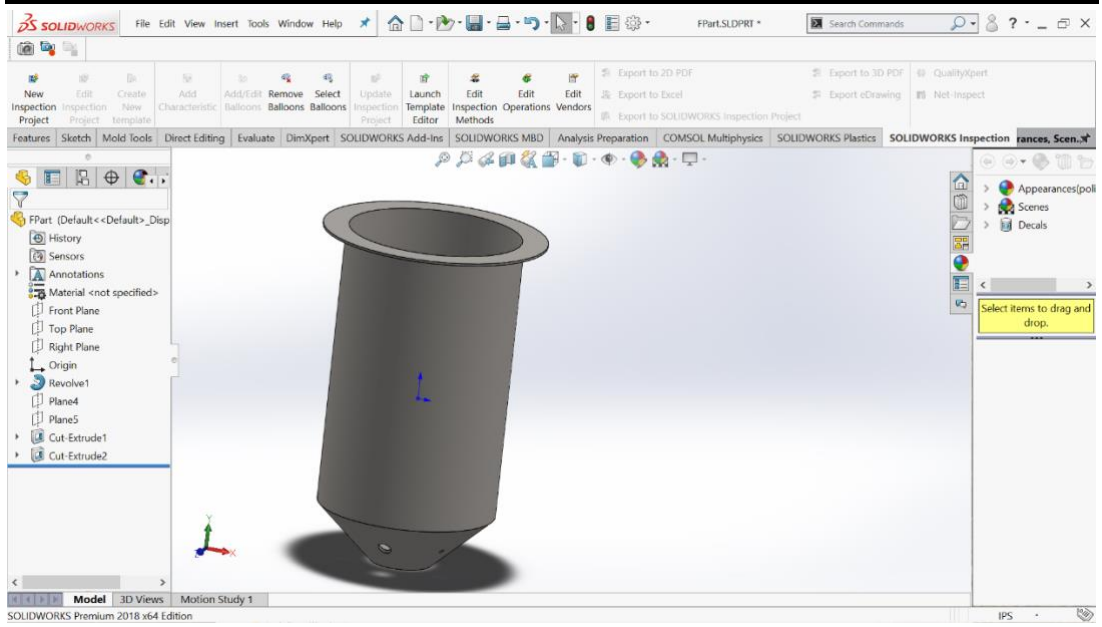 SOLIDWORKS File Edit View Insert Tools Window Help FPart.SLDPRT * Search Commands ?
New Inspection Project
Edit Inspection Project
Create New template
Add Characteristic
Add/Edit Balloons
Remove Balloons
Select Balloons
Update Inspection Project
Launch Template Editor
Edit Inspection Methods
Edit Operations
Edit Vendors
Export to 2D PDF
Export to Excel
Export to SOLIDWORKS Inspection Project
Export to 3D PDF
Export eDrawing
QualityXpert
Net-Inspect
Features Sketch Mold Tools Direct Editing Evaluate DimXpert SOLIDWORKS Add-Ins SOLIDWORKS MBD Analysis Preparation COMSOL Multiphysics SOLIDWORKS Plastics SOLIDWORKS Inspection rances, Scen..
FPart (Default<<Default>_Disp
History
Sensors
Annotations
Material <not specified>
Front Plane
Top Plane
Right Plane
Origin
Revolve1
Plane4
Plane5
Cut-Extrude1
Cut-Extrude2
Y
X
Appearances(poli
Scenes
Decals
Select items to drag and
drop.
Model 3D Views Motion Study 1
SOLIDWORKS Premium 2018 x64 Edition IPS -